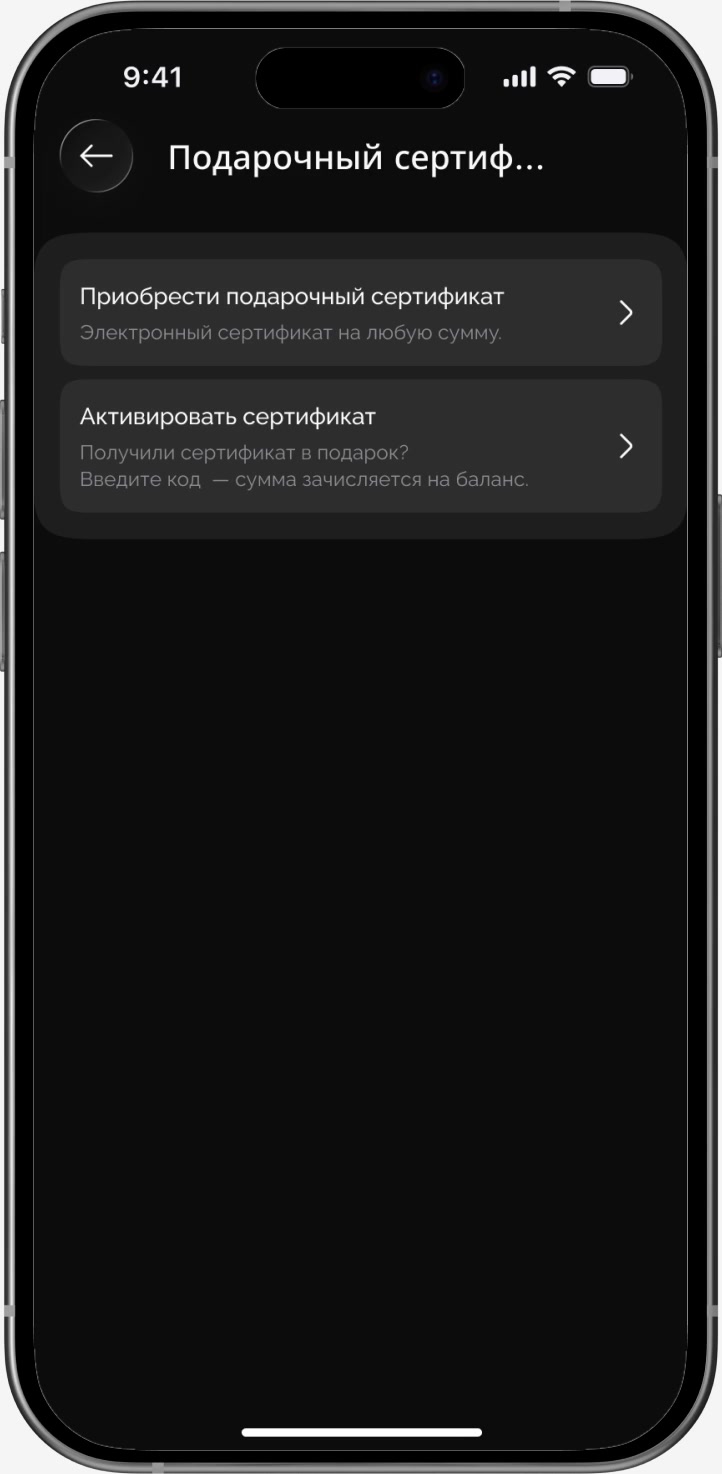 9:41
Подарочный сертиф...
Приобрести подарочный сертификат
Электронный сертификат на любую сумму.
Активировать сертификат
Получили сертификат в подарок?
Введите код  — сумма зачисляется на баланс.